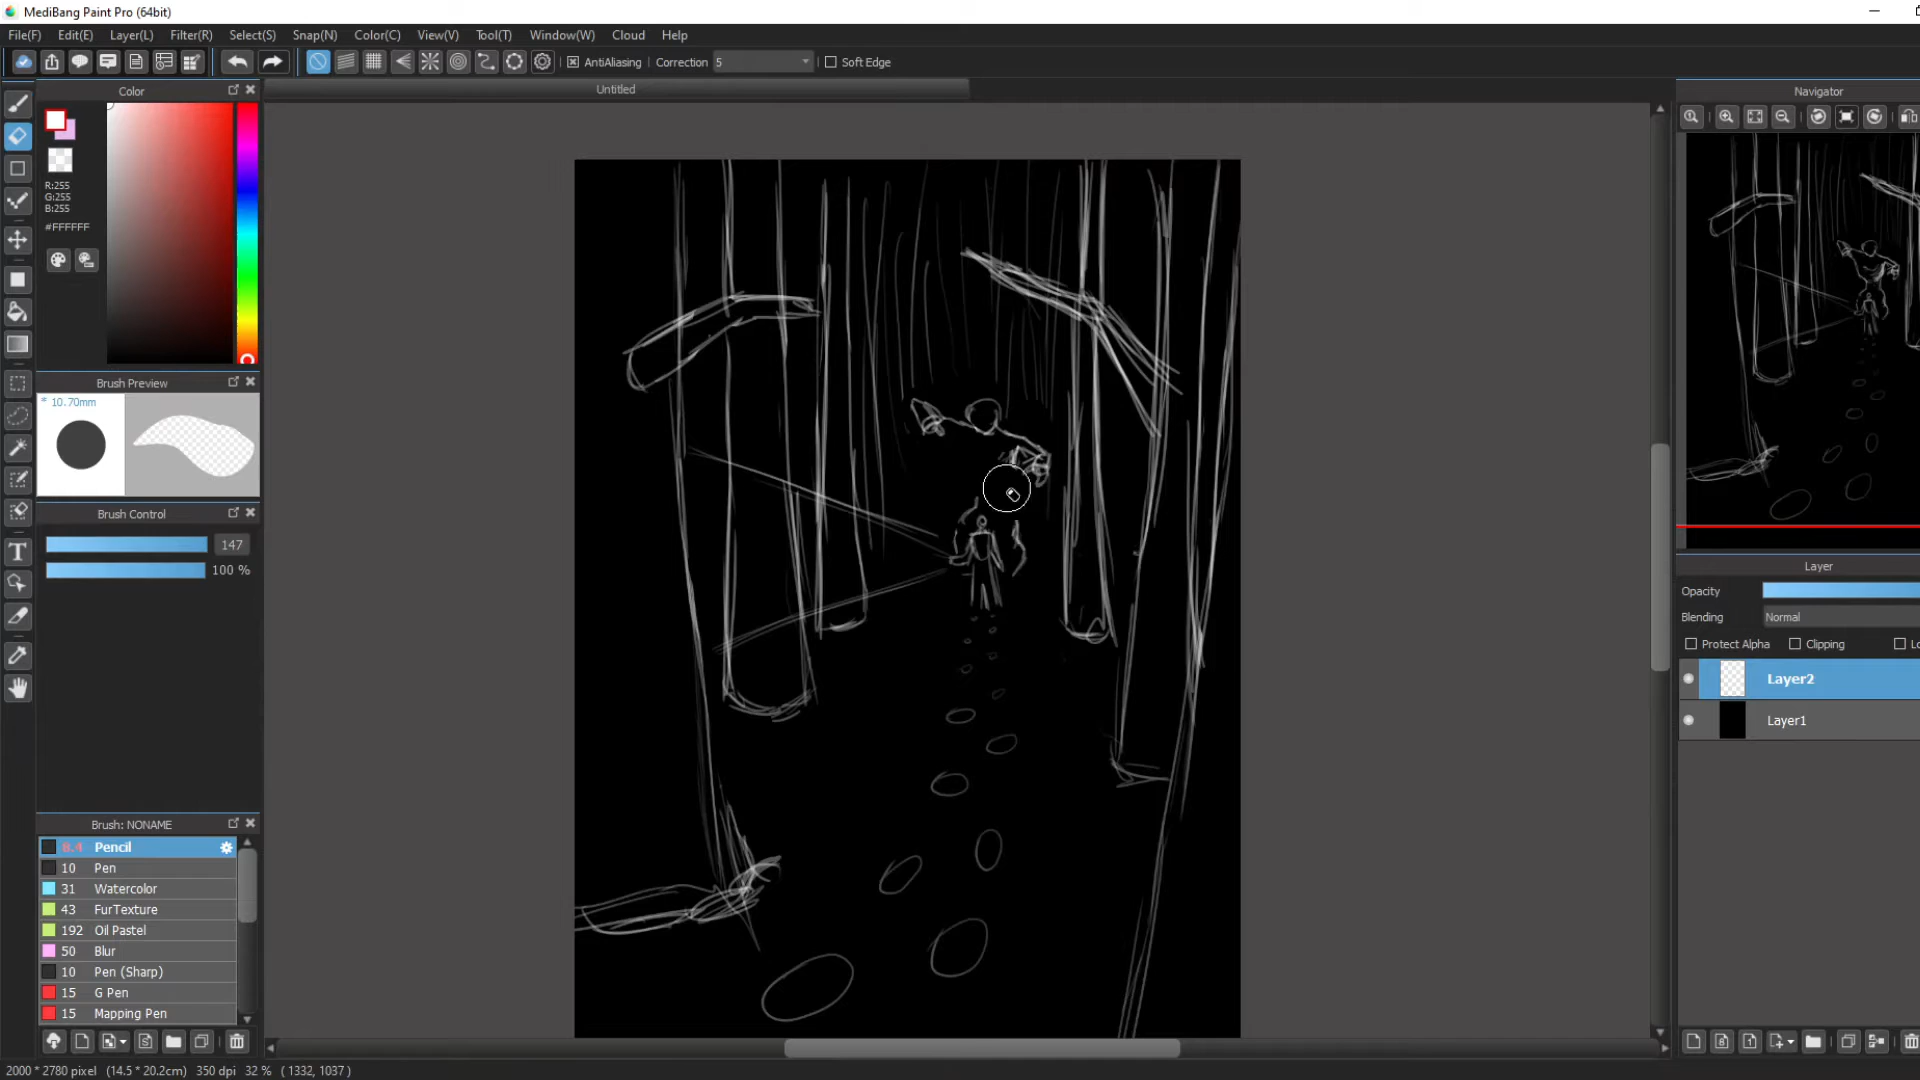 MediBang Paint Pro (64bit)
File(F) Edit(E) Layer(L) Filter(R) Select(S) Snap(N) Color(C) View(V) Tool(T) Window(W) Cloud Help
AntiAliasing Correction 5 Soft Edge
Color
Untitled
Navigator
R:255
G:255
B:255
#FFFFFF
Brush Preview
* 10.70mm
Brush Control
147
100 %
T
Layer
Opacity
Blending Normal
Protect Alpha Clipping Lo
Layer2
Layer1
Brush: NONAME
8.4 Pencil
10 Pen
31 Watercolor
43 FurTexture
192 Oil Pastel
50 Blur
10 Pen (Sharp)
15 G Pen
15 Mapping Pen
2000 * 2780 pixel (14.5 * 20.2cm) 350 dpi 32 % ( 1332, 1037 )